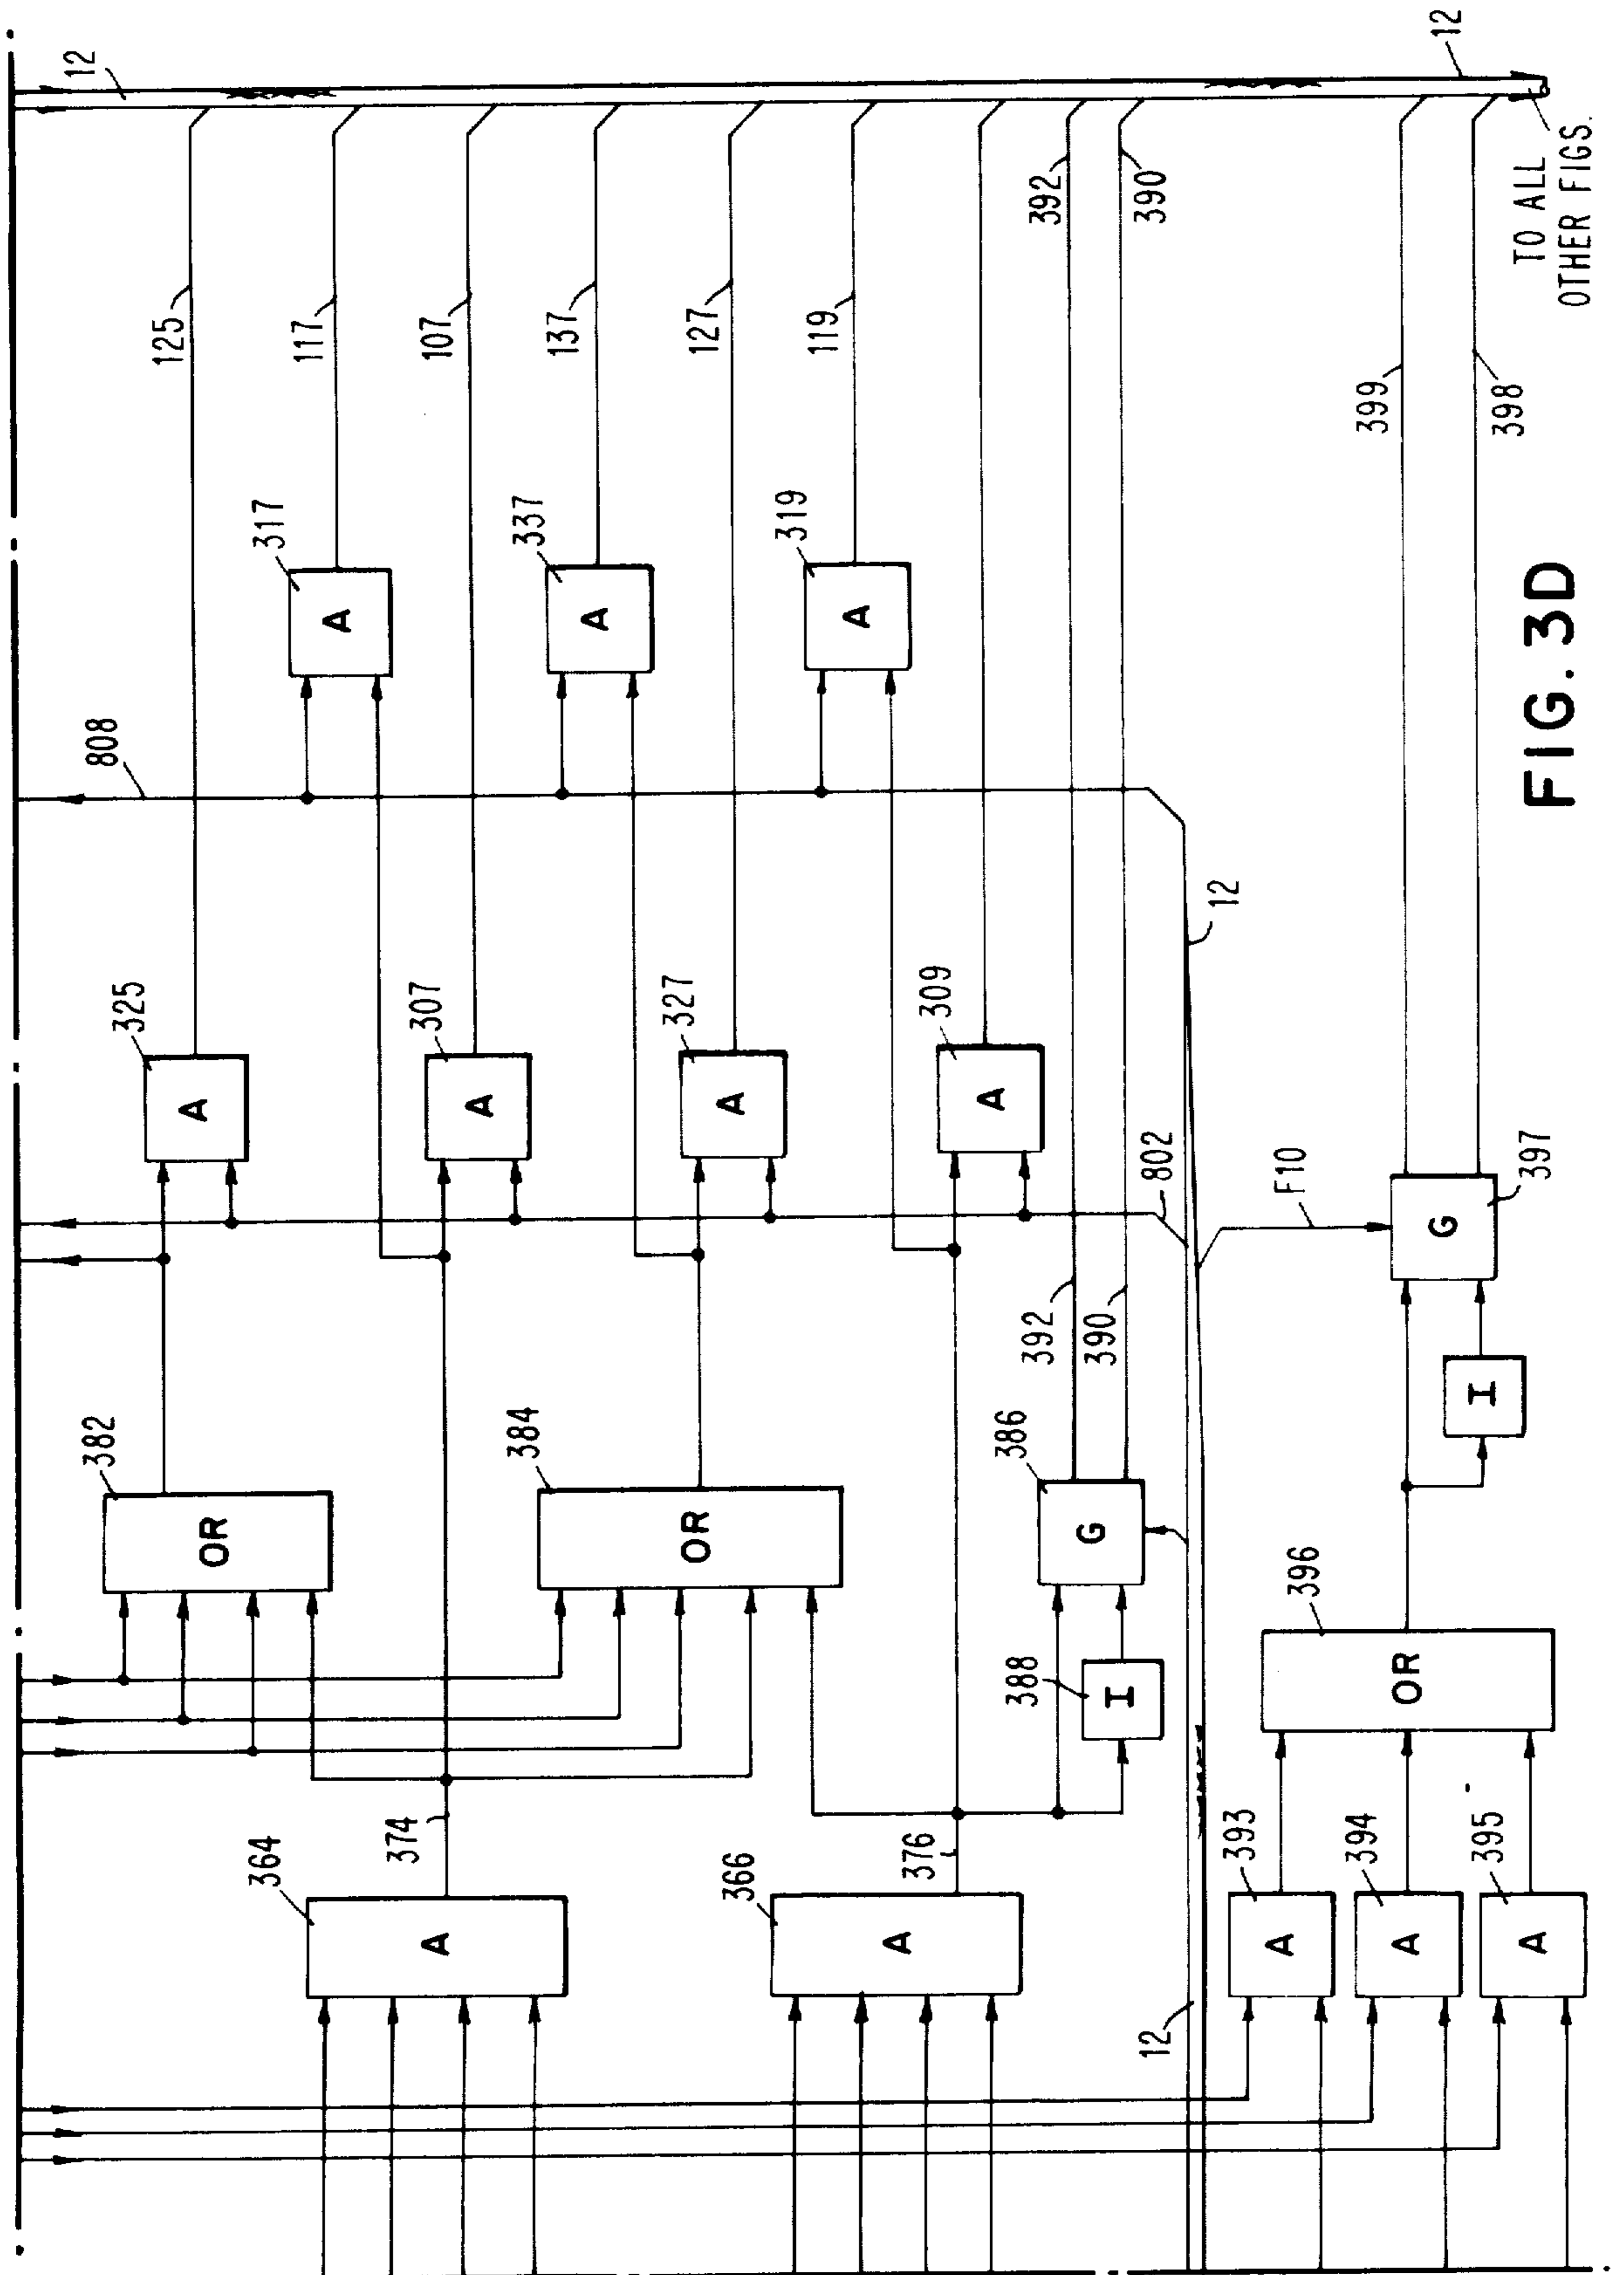 12
125
117
107
137
127
119
392
390
399
398
12
TO ALL
OTHER FIGS.
317
A
337
A
319
A
808
325
A
307
A
327
A
309
A
12
802
F10
382
OR
384
OR
386
G
392
390
388
I
396
OR
G
397
I
364
A
374
366
A
376
12
393
A
394
A
395
A
FIG. 3D